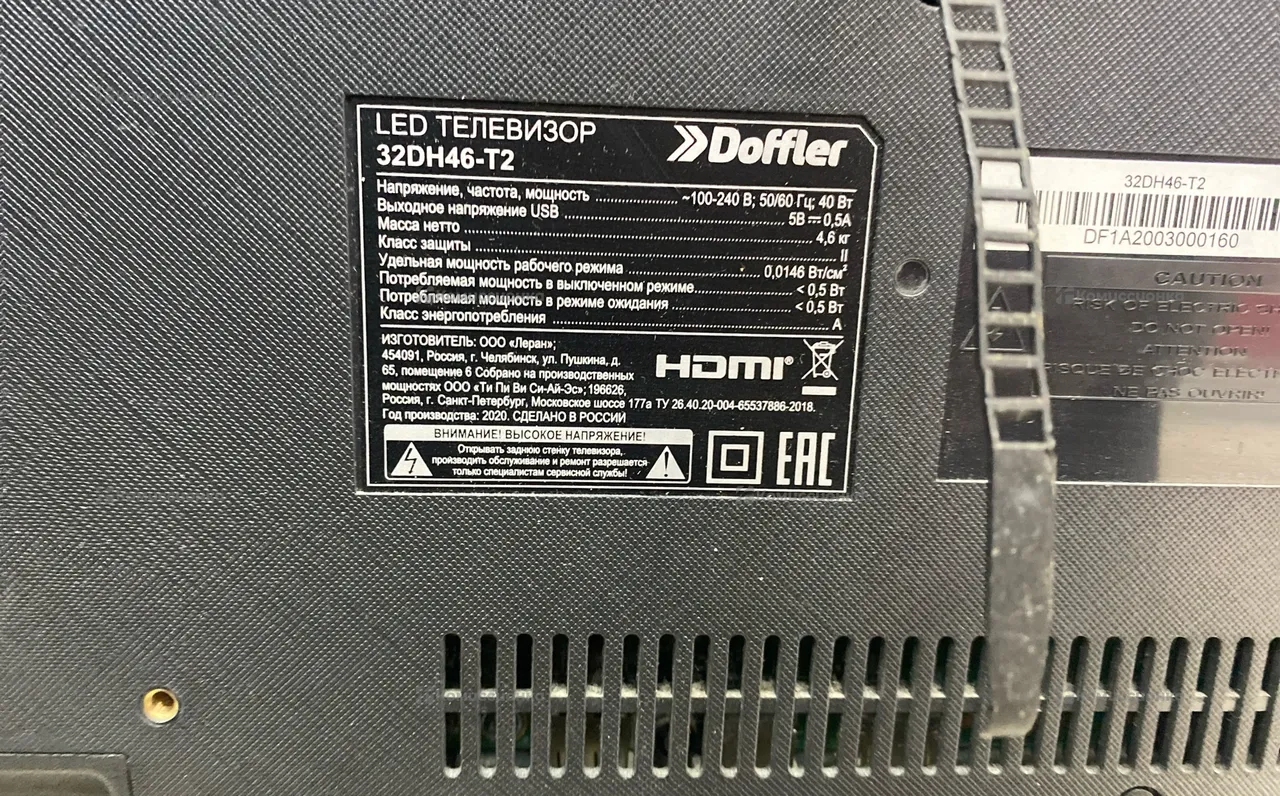 LED ТЕЛЕВИЗОР
32DH46-T2
Doffler
Напряжение, частота, мощность ~100-240 В; 50/60 Гц; 40 Вт
Выходное напряжение USB 5В ⎓ 0,5А
Масса нетто 4,6 кг
Класс защиты II
Удельная мощность рабочего режима 0,0146 Вт/см²
Потребляемая мощность в выключенном режиме < 0,5 Вт
Потребляемая мощность в режиме ожидания < 0,5 Вт
Класс энергопотребления A
ИЗГОТОВИТЕЛЬ: ООО «Леран»;
454091, Россия, г. Челябинск, ул. Пушкина, д.
65, помещение 6 Собрано на производственных
мощностях ООО «Ти Пи Ви Си-Ай-Эс»; 196626,
Россия, г. Санкт-Петербург, Московское шоссе 177а ТУ 26.40.20-004-65537886-2018.
Год производства: 2020. СДЕЛАНО В РОССИИ
HDMI®
ВНИМАНИЕ! ВЫСОКОЕ НАПРЯЖЕНИЕ!
Открывать заднюю стенку телевизора,
производить обслуживание и ремонт разрешается
только специалистам сервисной службы!
EAC
32DH46-T2
DF1A2003000160
CAUTION
RISK OF ELECTRIC
DO NOT OPEN!
ATTENTION
RISQUE DE CHOC
NE PAS OUVRIR!